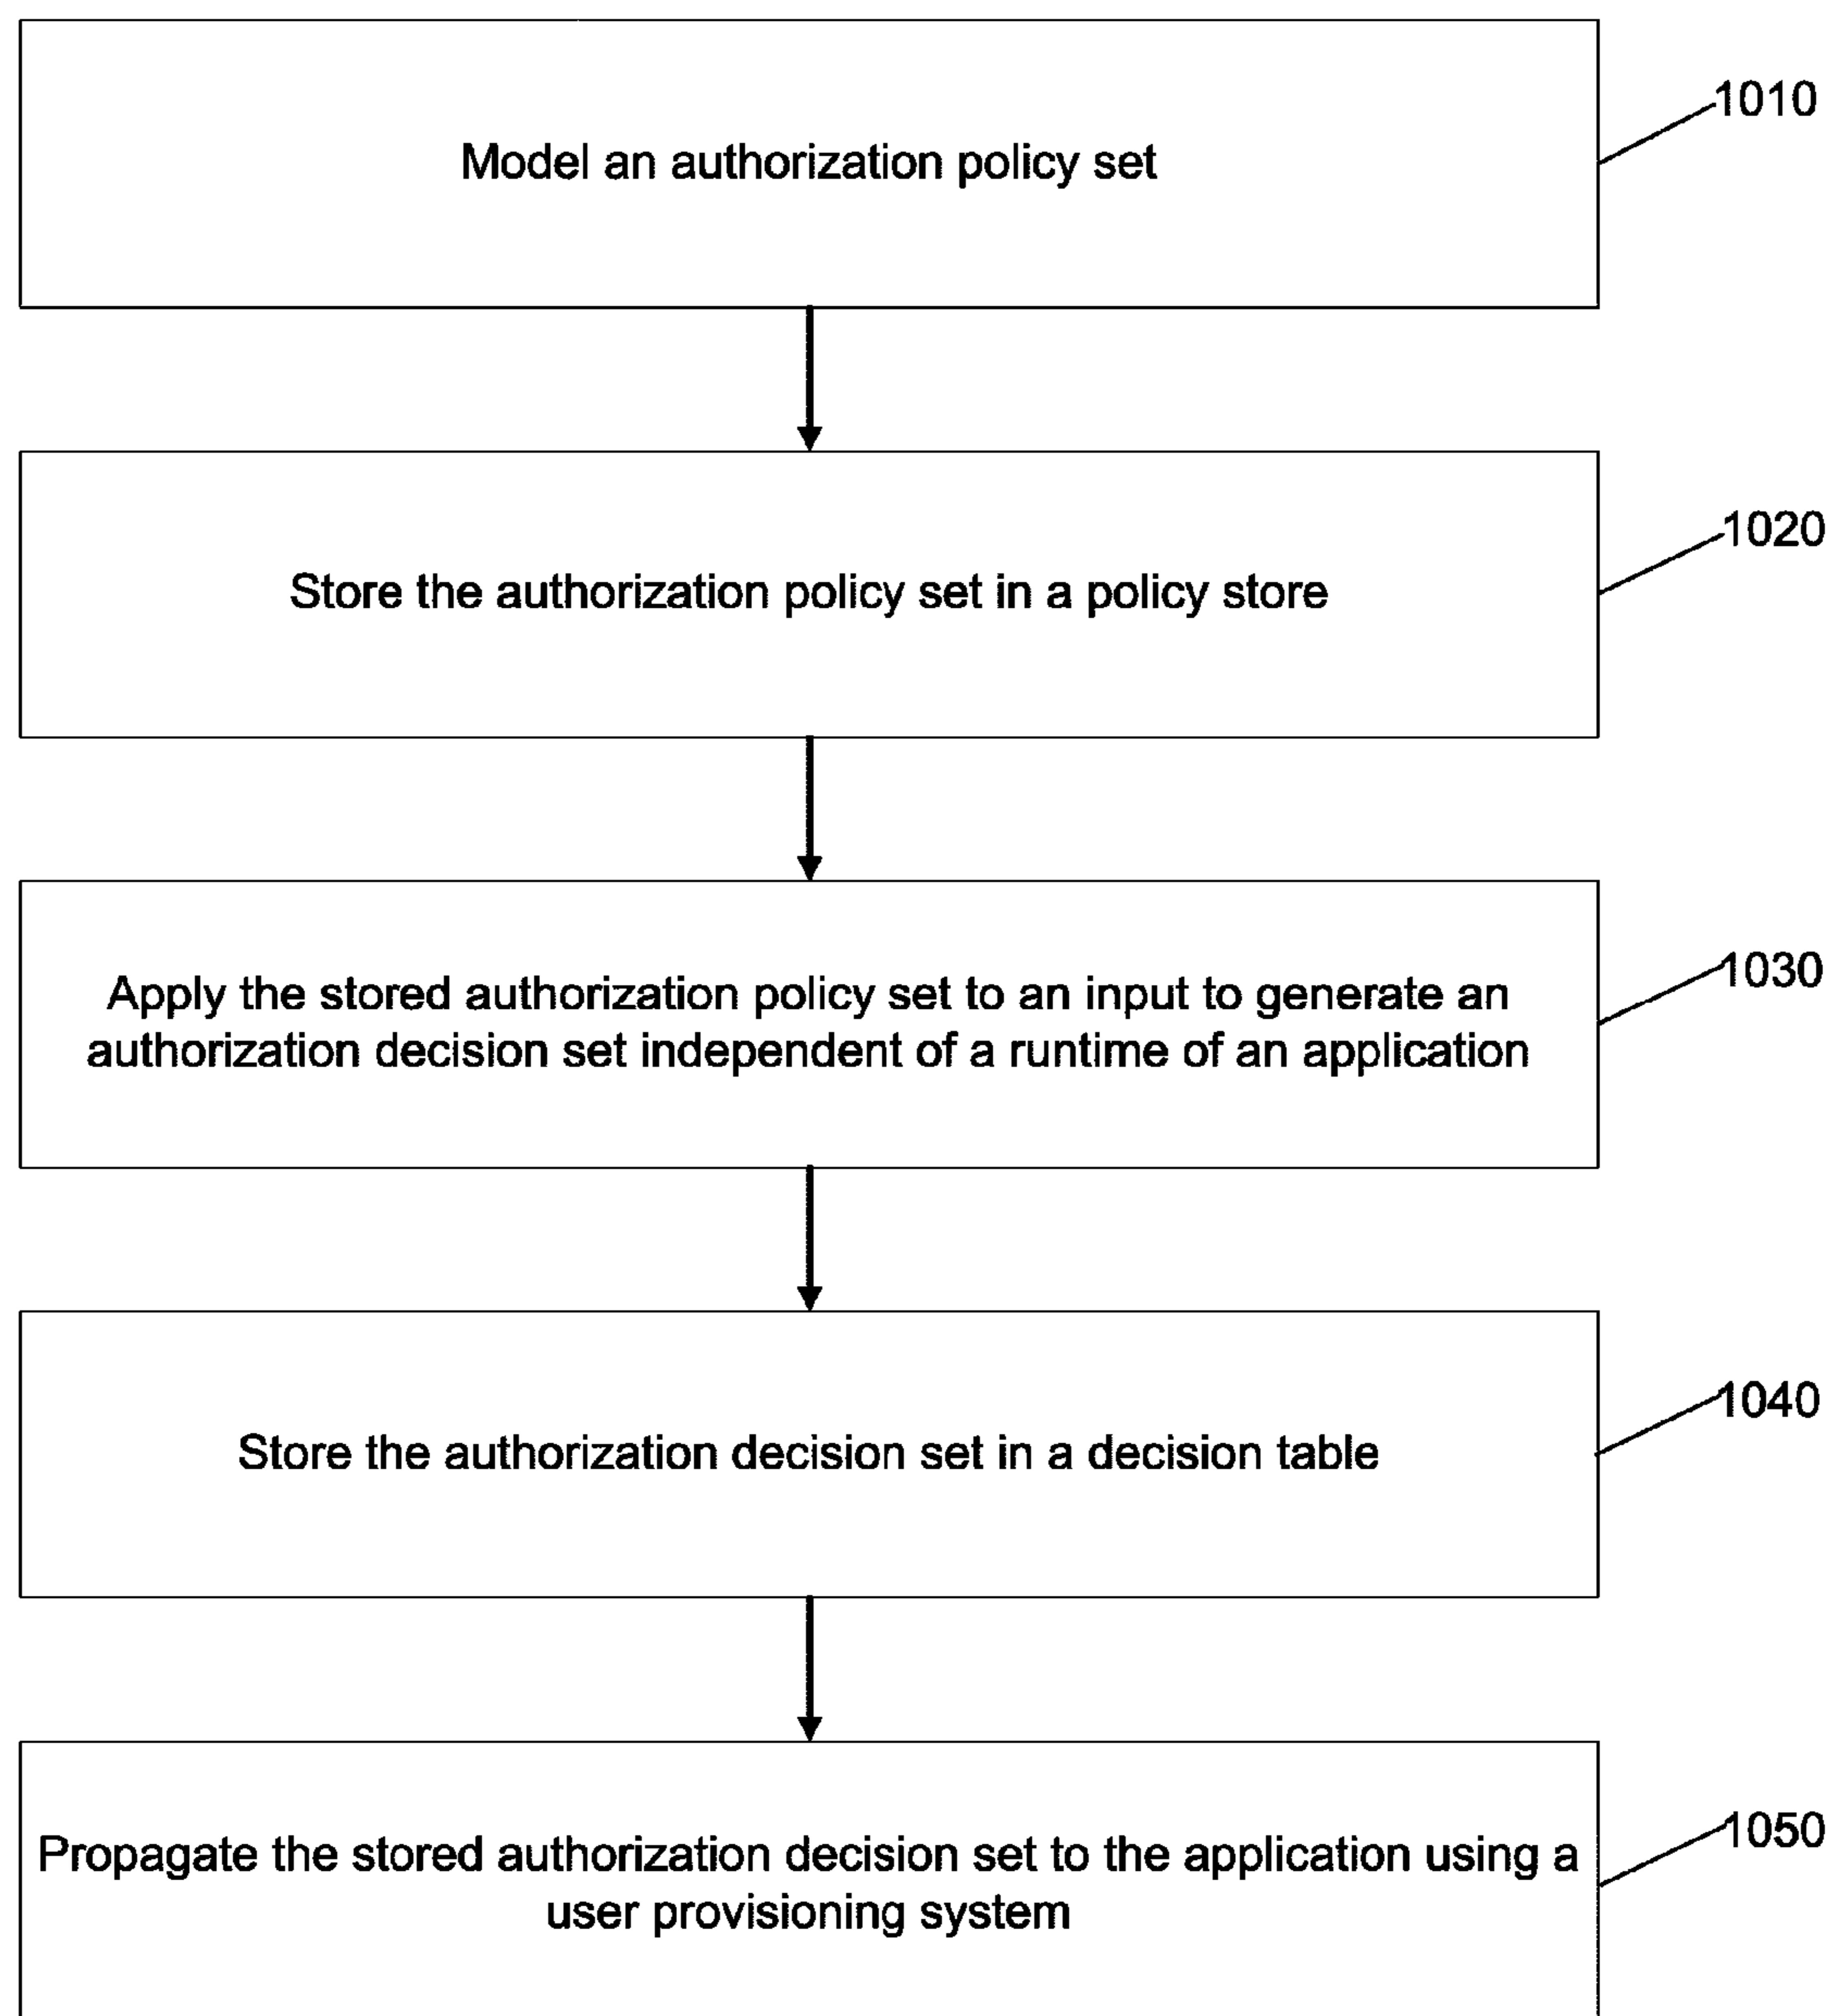 Model an authorization policy set
1010
Store the authorization policy set in a policy store
1020
Apply the stored authorization policy set to an input to generate an
authorization decision set independent of a runtime of an application
1030
Store the authorization decision set in a decision table
1040
Propagate the stored authorization decision set to the application using a
user provisioning system
1050